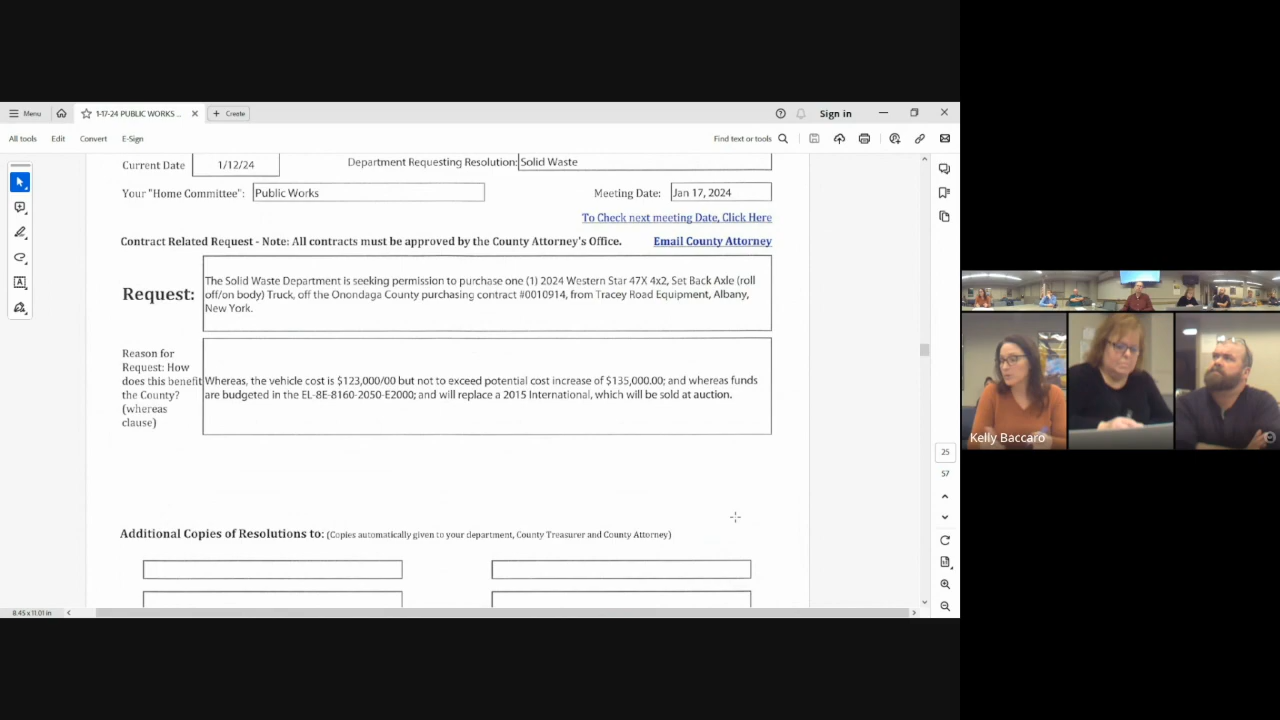 Menu
1-17-24 PUBLIC WORKS ...
Create
Sign in
All tools
Edit
Convert
E-Sign
Find text or tools
Current Date
1/12/24
Department Requesting Resolution:
Solid Waste
Your "Home Committee":
Public Works
Meeting Date:
Jan 17, 2024
To Check next meeting Date, Click Here
Contract Related Request - Note: All contracts must be approved by the County Attorney's Office.
Email County Attorney
Request:
The Solid Waste Department is seeking permission to purchase one (1) 2024 Western Star 47X 4x2, Set Back Axle (roll
off/on body) Truck, off the Onondaga County purchasing contract #0010914, from Tracey Road Equipment, Albany,
New York.
Reason for
Request: How
does this benefit
the County?
(whereas
clause)
Whereas, the vehicle cost is $123,000/00 but not to exceed potential cost increase of $135,000.00; and whereas funds
are budgeted in the EL-8E-8160-2050-E2000; and will replace a 2015 International, which will be sold at auction.
Additional Copies of Resolutions to: (Copies automatically given to your department, County Treasurer and County Attorney)
25
57
8.45 x 11.01 in
Kelly Baccaro